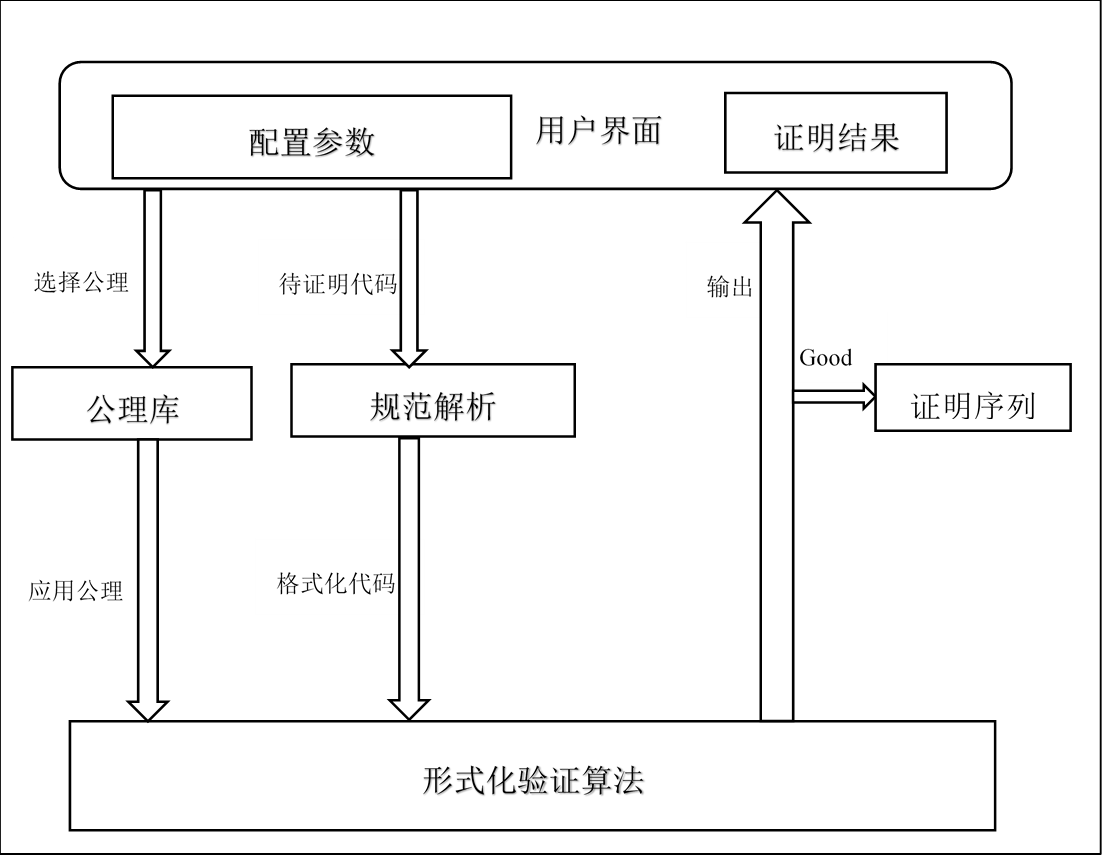 配置参数
用户界面
证明结果
选择公理
待证明代码
输出
Good
公理库
规范解析
证明序列
应用公理
格式化代码
形式化验证算法